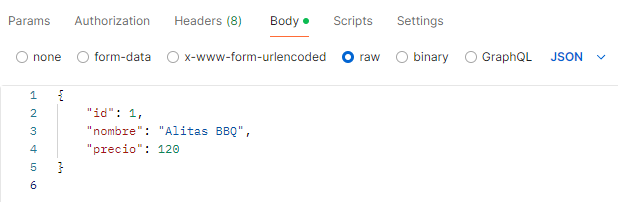 Params Authorization Headers (8) Body Scripts Settings
none form-data x-www-form-urlencoded raw binary GraphQL JSON
1 {
2 "id": 1,
3 "nombre": "Alitas BBQ",
4 "precio": 120
5 }
6